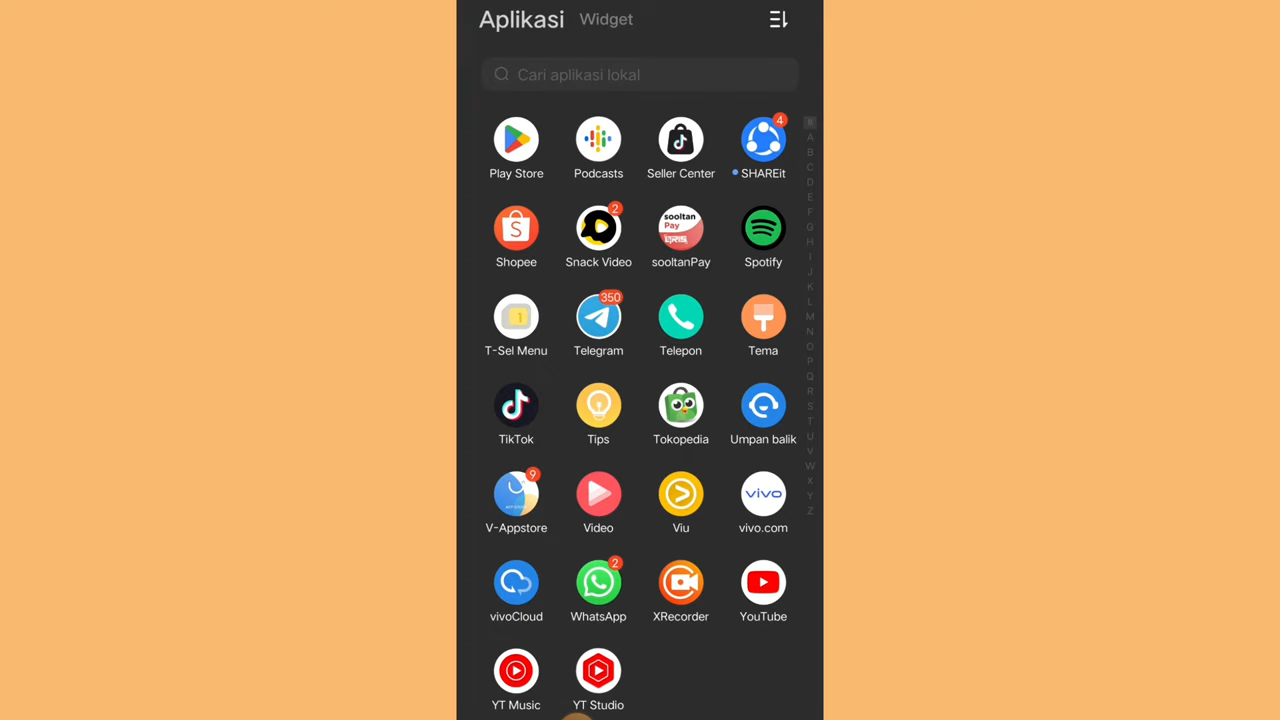 Aplikasi Widget
Cari aplikasi lokal
4
Play Store Podcasts Seller Center SHAREit
2
sooltan
Pay
QRIS
Shopee Snack Video sooltanPay Spotify
350
1
T-Sel Menu Telegram Telepon Tema
TikTok Tips Tokopedia Umpan balik
9
vivo
V-Appstore Video Viu vivo.com
2
vivoCloud WhatsApp XRecorder YouTube
YT Music YT Studio
A
B
C
D
E
F
G
H
I
J
K
L
M
N
O
P
Q
R
S
T
U
V
W
X
Y
Z